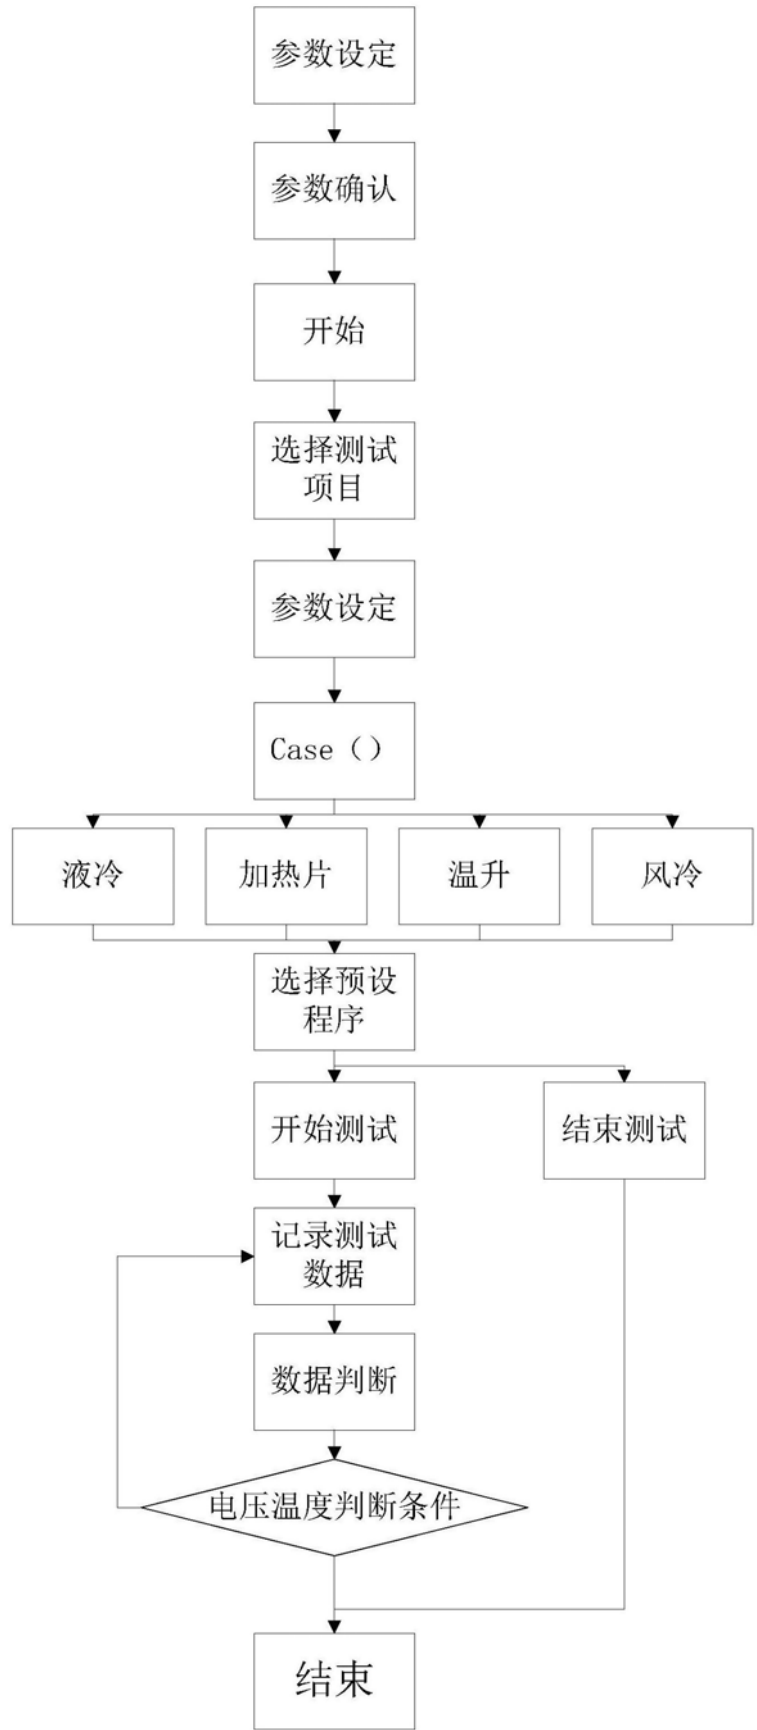 参数设定
参数确认
开始
选择测试
项目
参数设定
Case（）
液冷
加热片
温升
风冷
选择预设
程序
开始测试
结束测试
记录测试
数据
数据判断
电压温度判断条件
结束